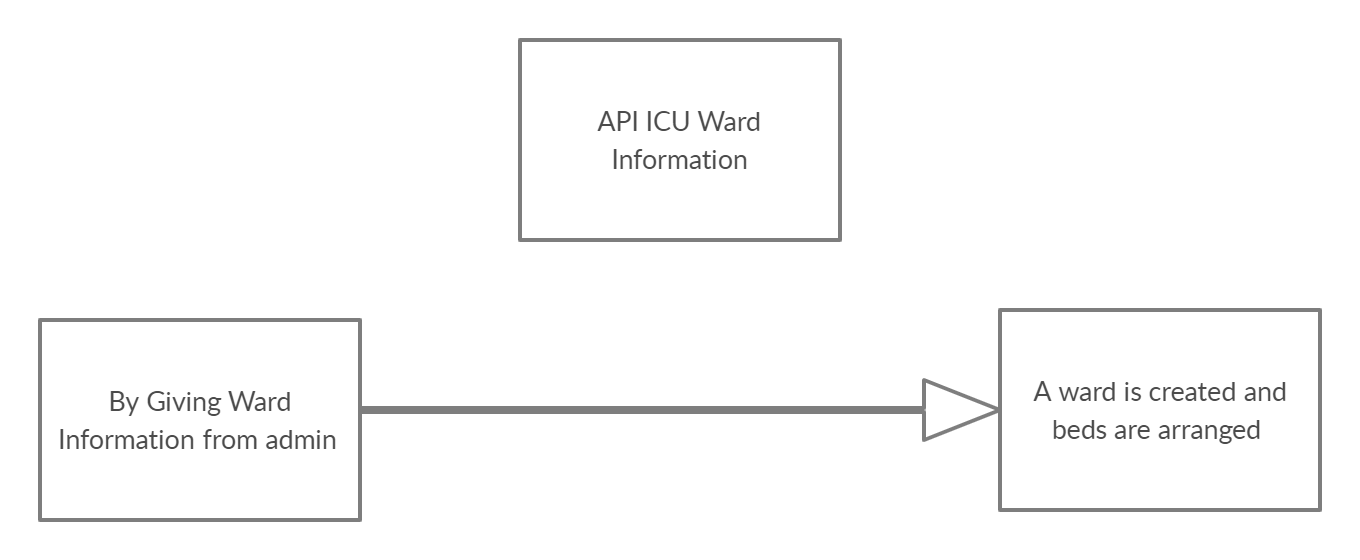 API ICU Ward
Information
By Giving Ward
Information from admin
A ward is created and
beds are arranged